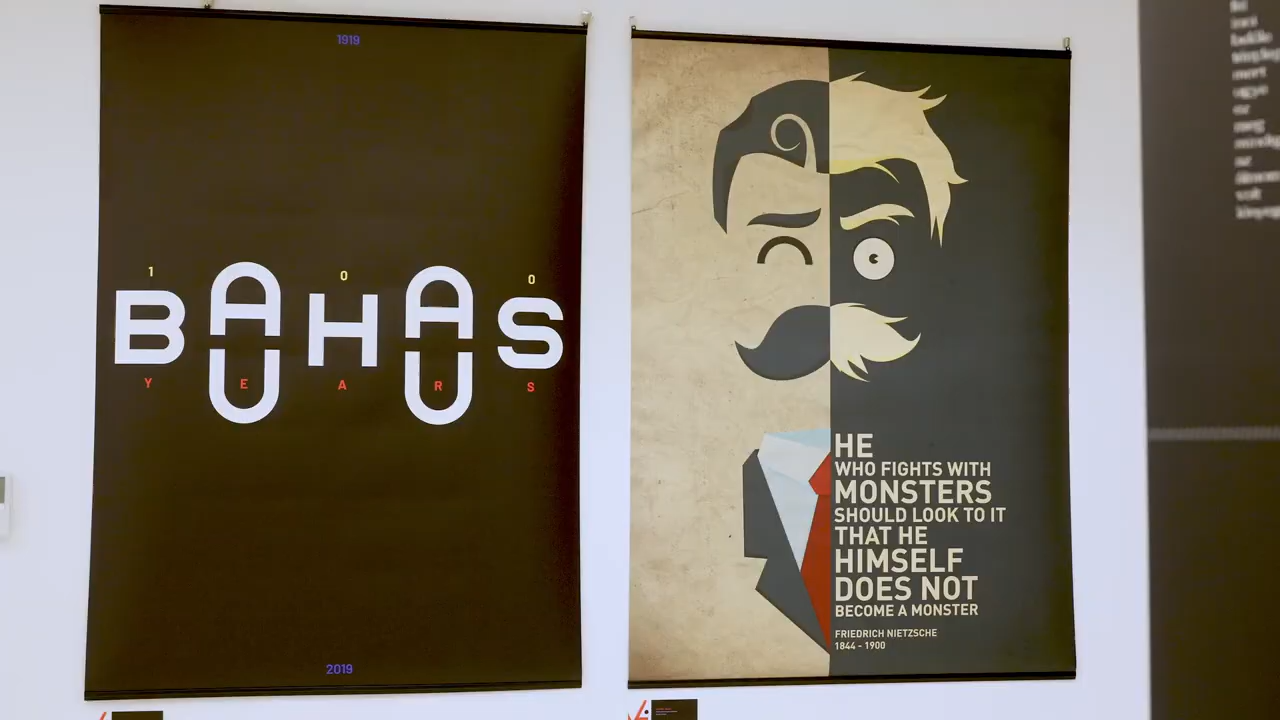 1919
1 0 0
BAHAS
U U
YEARS
2019
HE
WHO FIGHTS WITH
MONSTERS
SHOULD LOOK TO IT
THAT HE
HIMSELF
DOES NOT
BECOME A MONSTER
FRIEDRICH NIETZSCHE
1844 - 1900